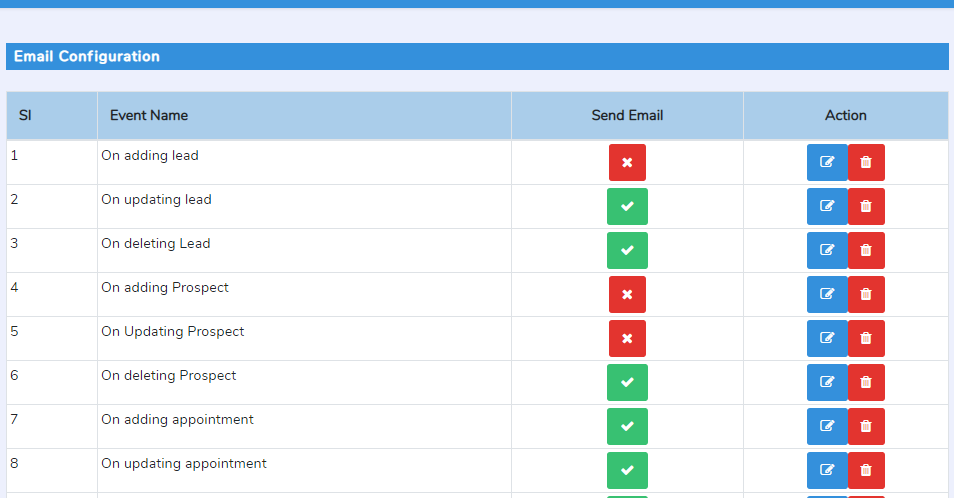 Email Configuration
Sl Event Name Send Email Action
1 On adding lead
2 On updating lead
3 On deleting Lead
4 On adding Prospect
5 On Updating Prospect
6 On deleting Prospect
7 On adding appointment
8 On updating appointment